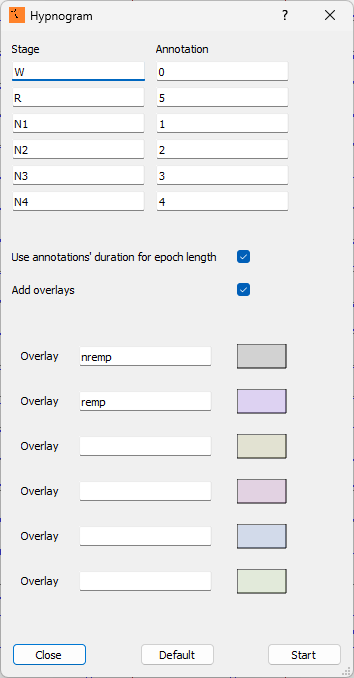 Hypnogram ?
Stage Annotation
W 0
R 5
N1 1
N2 2
N3 3
N4 4
Use annotations' duration for epoch length
Add overlays
Overlay nremp
Overlay remp
Overlay
Overlay
Overlay
Overlay
Close Default Start